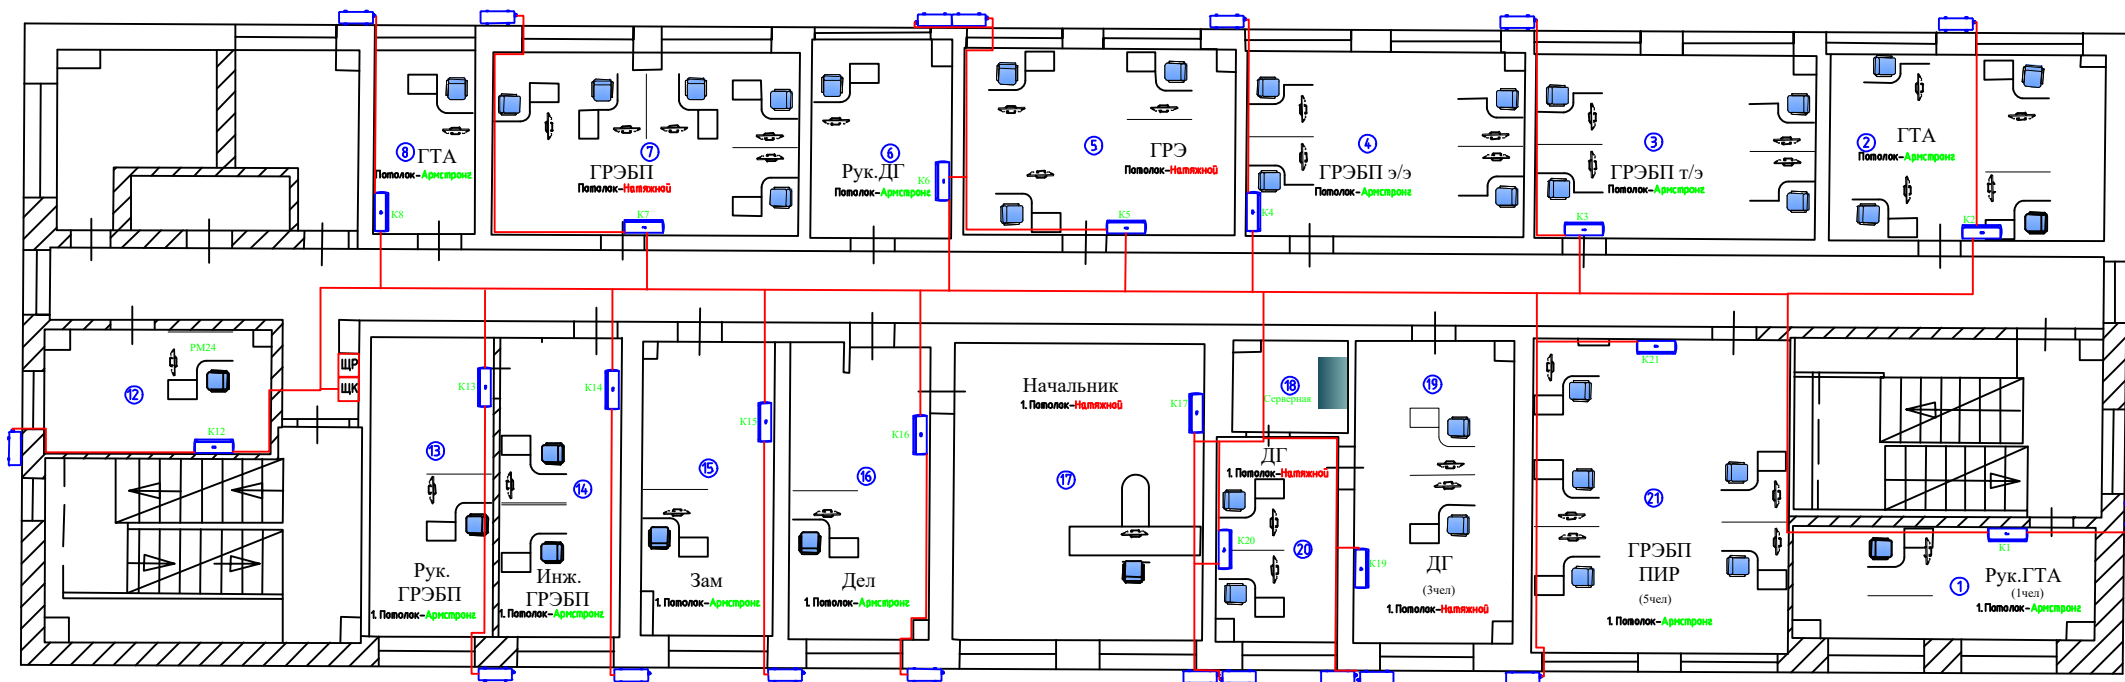 8 ГТА
Потолок-Армстронг
К8
7
ГРЭБП
Потолок-Натяжной
К7
6
Рук.ДГ
Потолок-Армстронг
К6
5
ГРЭ
Потолок-Натяжной
К5
4
ГРЭБП э/э
Потолок-Армстронг
К4
3
ГРЭБП т/э
Потолок-Армстронг
К3
2
ГТА
Потолок-Армстронг
К2
РМ24
12
К12
ЩР
ЩК
К13
13
Рук.
ГРЭБП
1. Потолок-Армстронг
К14
14
Инж.
ГРЭБП
1. Потолок-Армстронг
15
К15
Зам
1. Потолок-Армстронг
16
К16
Дел
1. Потолок-Армстронг
Начальник
1. Потолок-Натяжной
К17
17
18
Серверная
ДГ
1. Потолок-Натяжной
К20
20
19
К19
ДГ
(3чел)
1. Потолок-Натяжной
К21
21
ГРЭБП
ПИР
(5чел)
1. Потолок-Армстронг
К1
1
Рук.ГТА
(1чел)
1. Потолок-Армстронг